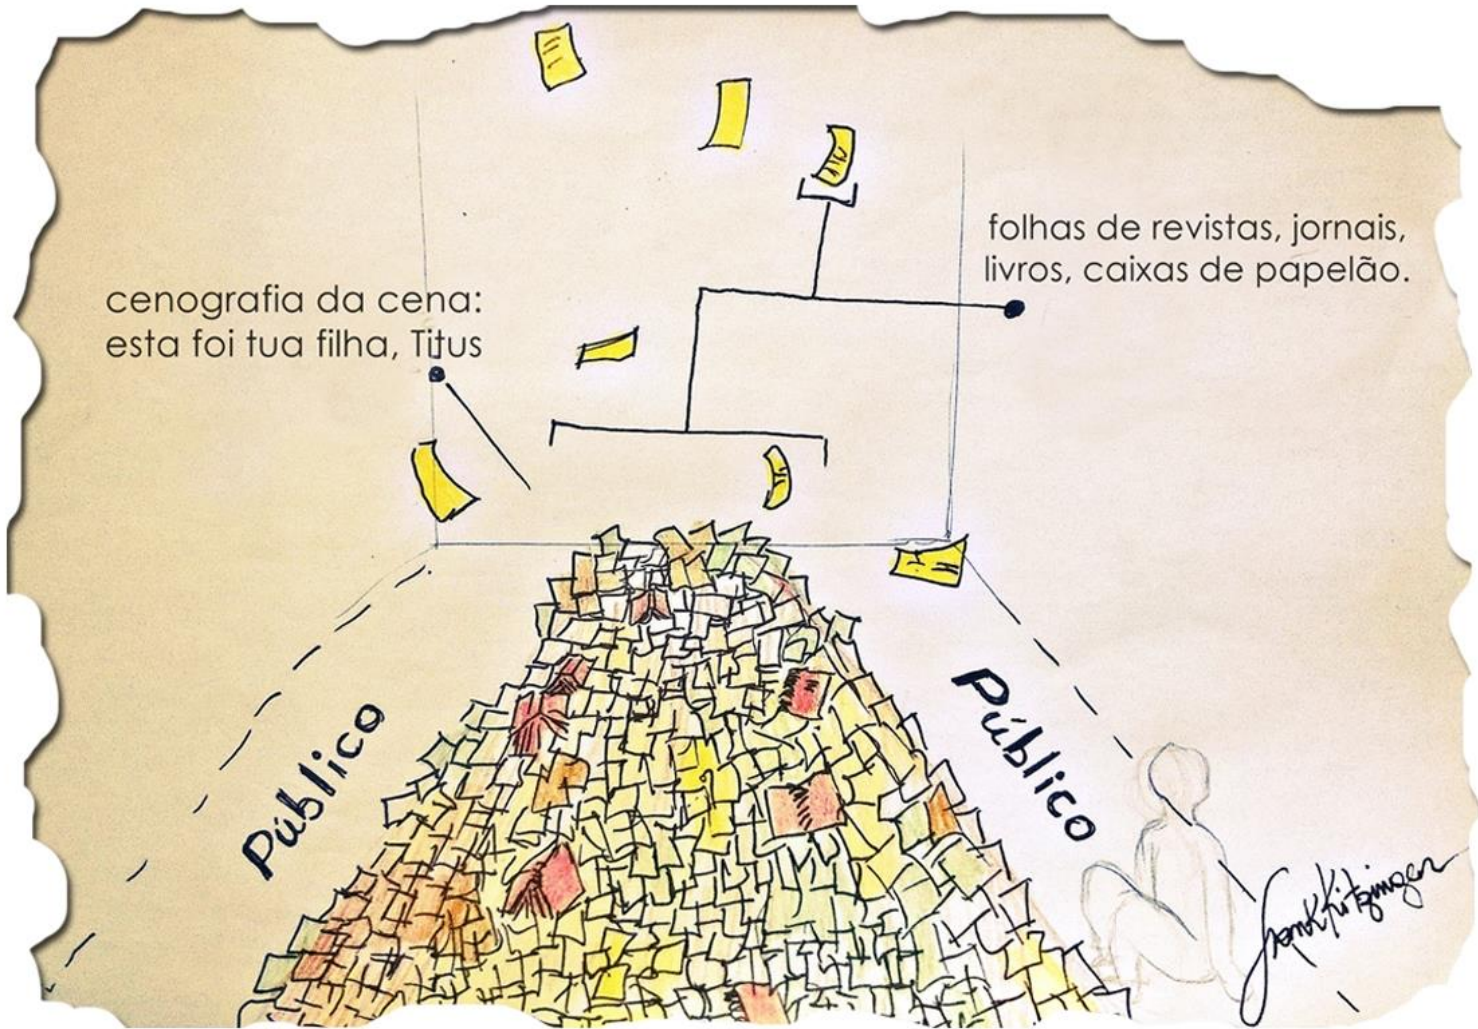 cenografia da cena:
esta foi tua filha, Titus
folhas de revistas, jornais,
livros, caixas de papelão.
Público
Público